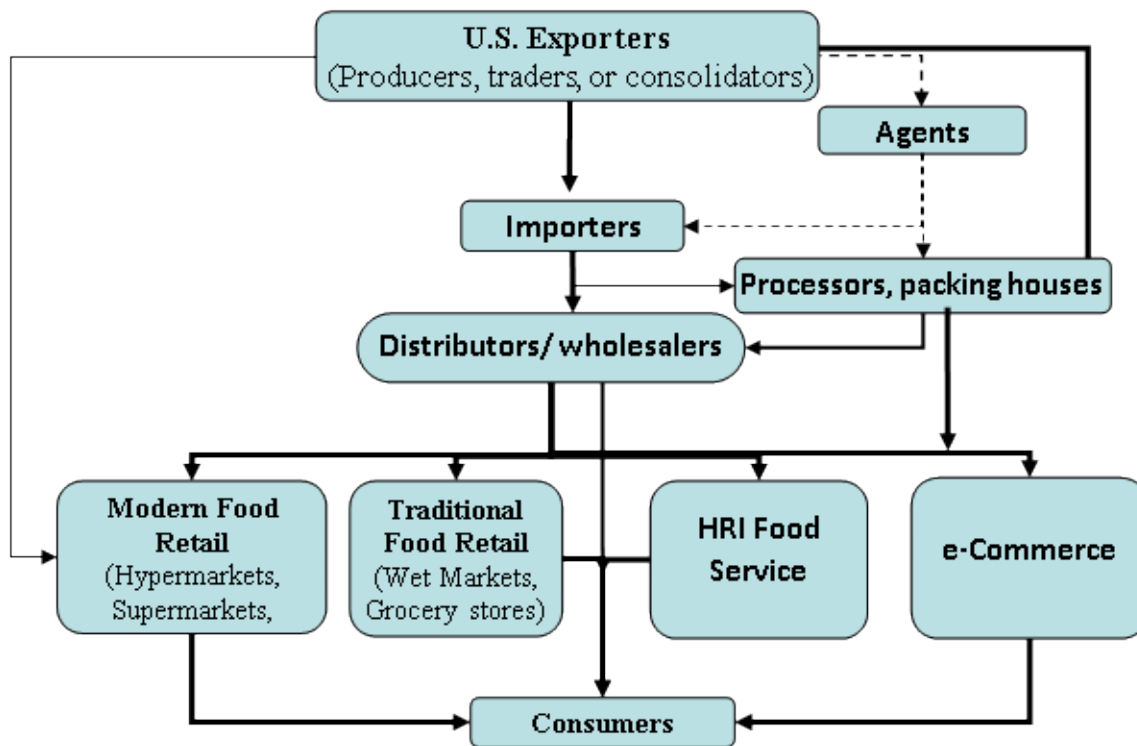 U.S. Exporters
(Producers, traders, or consolidators)
Agents
Importers
Processors, packing houses
Distributors/ wholesalers
Modern Food
Retail
(Hypermarkets,
Supermarkets,
Traditional
Food Retail
(Wet Markets,
Grocery stores)
HRI Food
Service
e-Commerce
Consumers